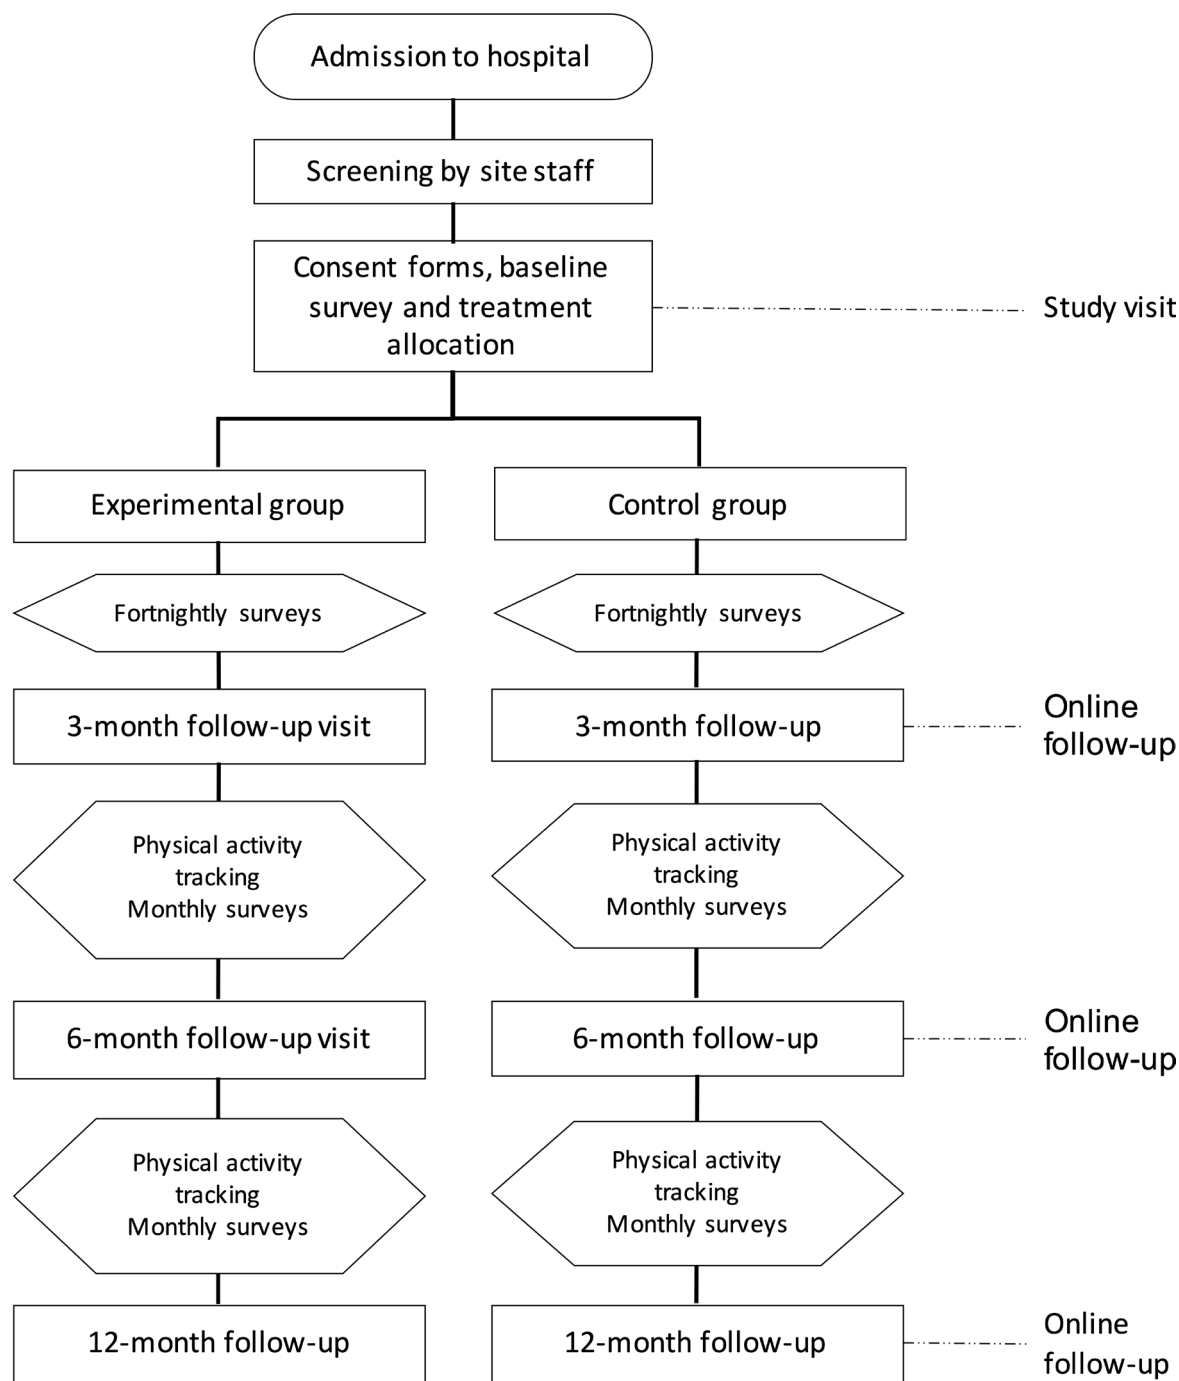 Admission to hospital
Screening by site staff
Consent forms, baseline
survey and treatment
allocation
Study visit
Experimental group
Control group
Fortnightly surveys
Fortnightly surveys
3-month follow-up visit
3-month follow-up
Online
follow-up
Physical activity
tracking
Monthly surveys
Physical activity
tracking
Monthly surveys
6-month follow-up visit
6-month follow-up
Online
follow-up
Physical activity
tracking
Monthly surveys
Physical activity
tracking
Monthly surveys
12-month follow-up
12-month follow-up
Online
follow-up